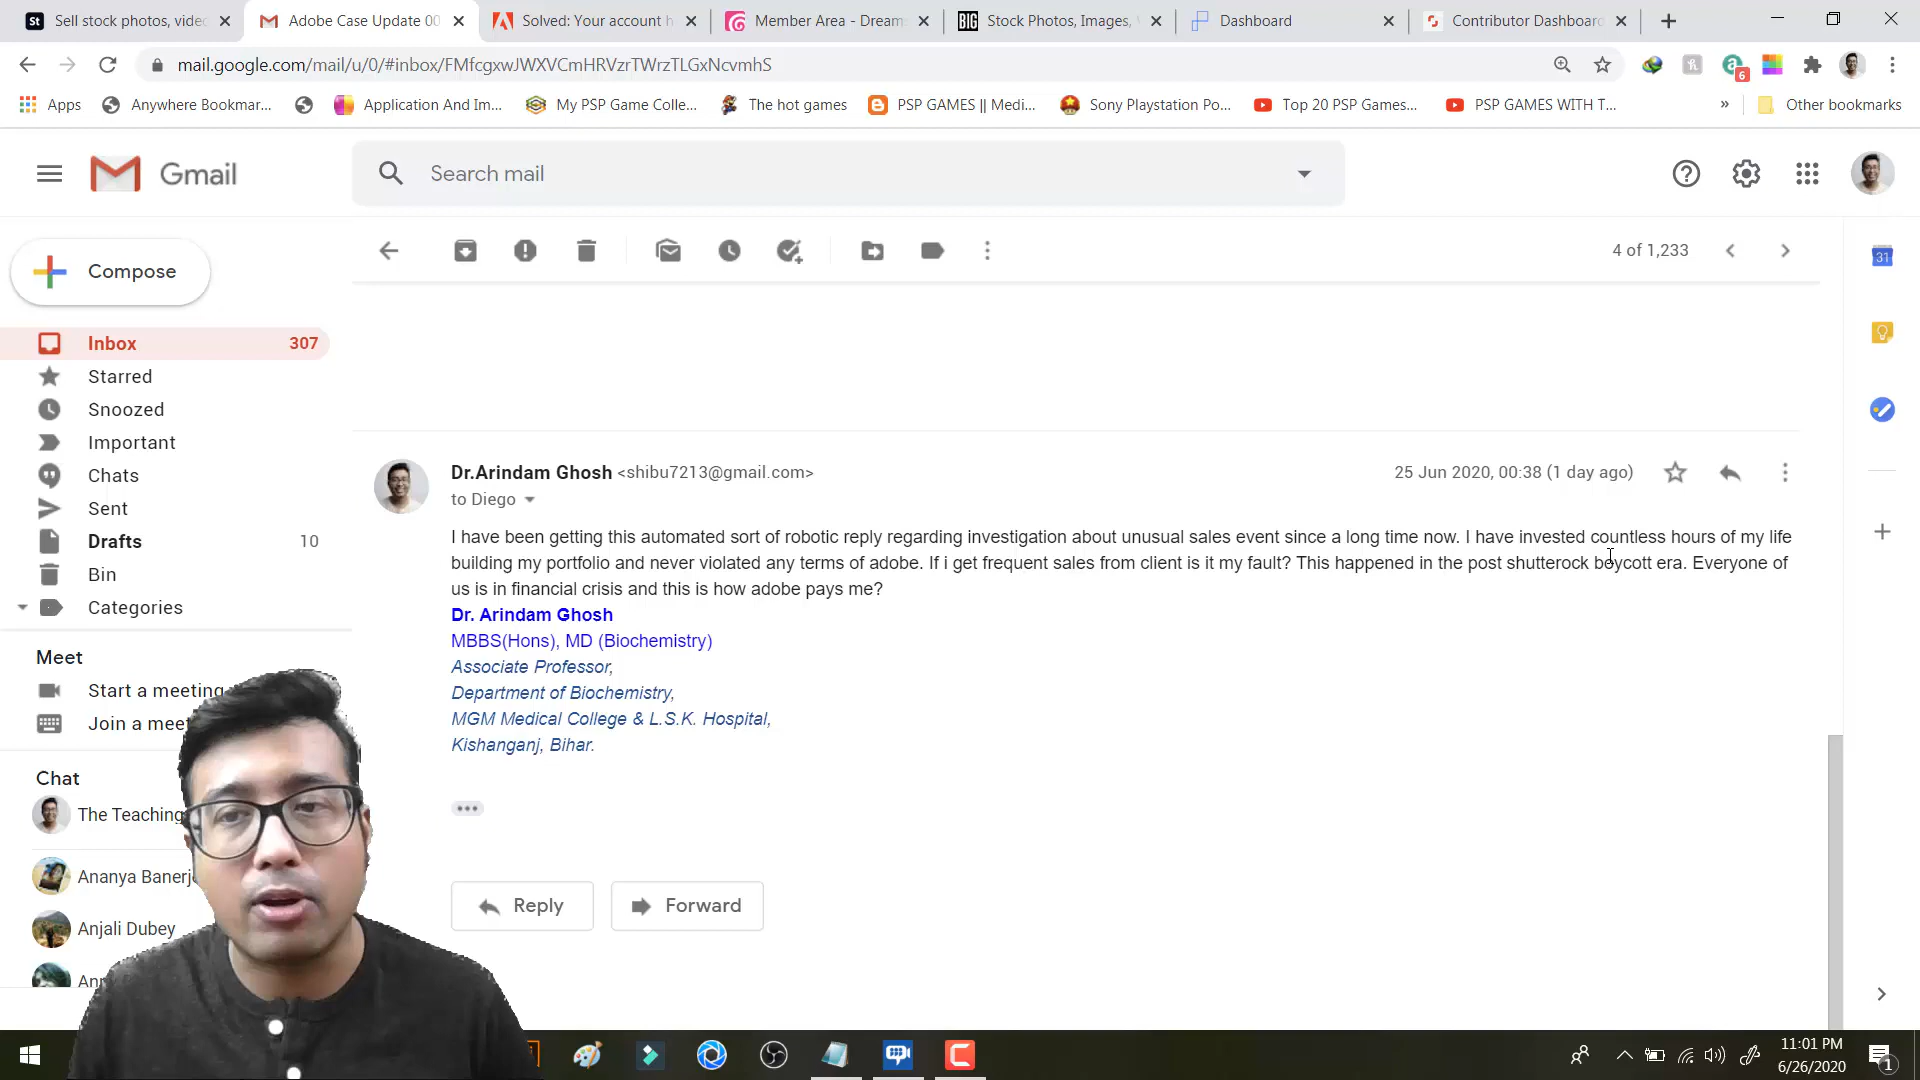 St Sell stock photos, vide
Adobe Case Update 00
Solved: Your account h
Member Area - Dreams
BIG Stock Photos, Images,
Dashboard
Contributor Dashboard
mail.google.com/mail/u/0/#inbox/FMfcgxwJWXVCmHRVzrTWrzTLGxNcvmhS
6
Apps
Anywhere Bookmar...
Application And Im...
My PSP Game Colle...
The hot games
PSP GAMES || Medi...
Sony Playstation Po...
Top 20 PSP Games...
PSP GAMES WITH T...
»
Other bookmarks
Gmail
Search mail
Compose
4 of 1,233
31
Inbox 307
Starred
Snoozed
Important
Chats
Sent
Drafts 10
Bin
Categories
Meet
Start a meeting
Join a meet
Chat
The Teaching
Ananya Banerje
Anjali Dubey
Dr.Arindam Ghosh <shibu7213@gmail.com>
25 Jun 2020, 00:38 (1 day ago)
to Diego
I have been getting this automated sort of robotic reply regarding investigation about unusual sales event since a long time now. I have invested countless hours of my life
building my portfolio and never violated any terms of adobe. If i get frequent sales from client is it my fault? This happened in the post shutterock boycott era. Everyone of
us is in financial crisis and this is how adobe pays me?
Dr. Arindam Ghosh
MBBS(Hons), MD (Biochemistry)
Associate Professor,
Department of Biochemistry,
MGM Medical College & L.S.K. Hospital,
Kishanganj, Bihar.
Reply
Forward
11:01 PM
6/26/2020
1